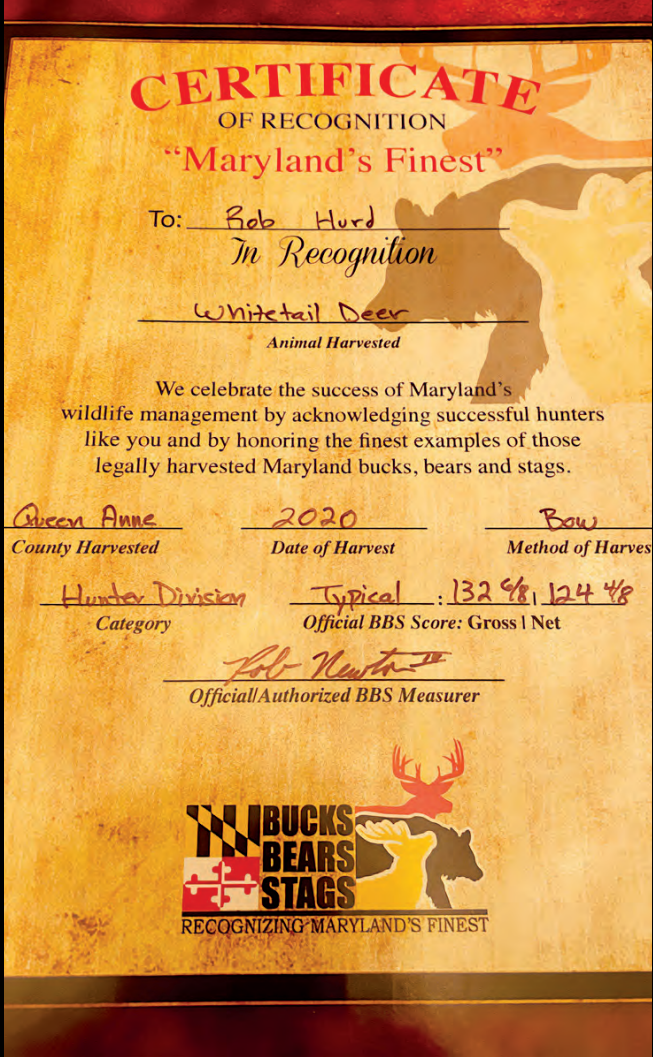 CERTIFICATE
OF RECOGNITION
“Maryland’s Finest”
To: Rob Hurd
In Recognition
Whitetail Deer
Animal Harvested
We celebrate the success of Maryland’s
wildlife management by acknowledging successful hunters
like you and by honoring the finest examples of those
legally harvested Maryland bucks, bears and stags.
Queen Anne 2020 Bow
County Harvested Date of Harvest Method of Harves
Hunter Division Typical : 132 6/8 | 124 4/8
Category Official BBS Score: Gross | Net
Rob Newton III
Official/Authorized BBS Measurer
BUCKS
BEARS
STAGS
RECOGNIZING MARYLAND’S FINEST